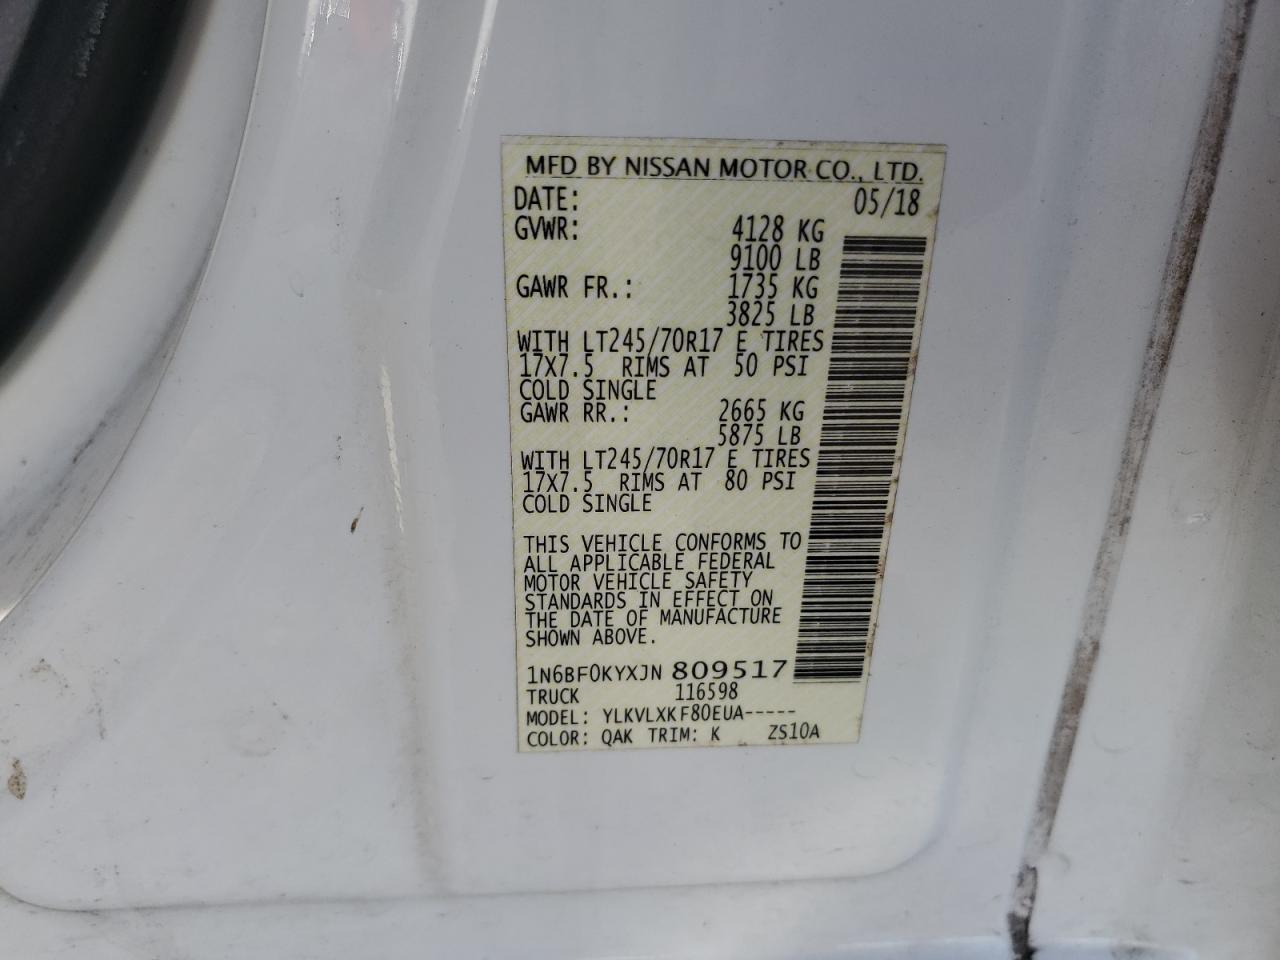 MFD BY NISSAN MOTOR CO., LTD.
DATE: 05/18
GVWR: 4128 KG
9100 LB
GAWR FR.: 1735 KG
3825 LB
WITH LT245/70R17 E TIRES
17X7.5 RIMS AT 50 PSI
COLD SINGLE
GAWR RR.: 2665 KG
5875 LB
WITH LT245/70R17 E TIRES
17X7.5 RIMS AT 80 PSI
COLD SINGLE
THIS VEHICLE CONFORMS TO
ALL APPLICABLE FEDERAL
MOTOR VEHICLE SAFETY
STANDARDS IN EFFECT ON
THE DATE OF MANUFACTURE
SHOWN ABOVE.
1N6BF0KYXJN 809517
TRUCK 116598
MODEL: YLKVLXKF80EUA-----
COLOR: QAK TRIM: K ZS10A